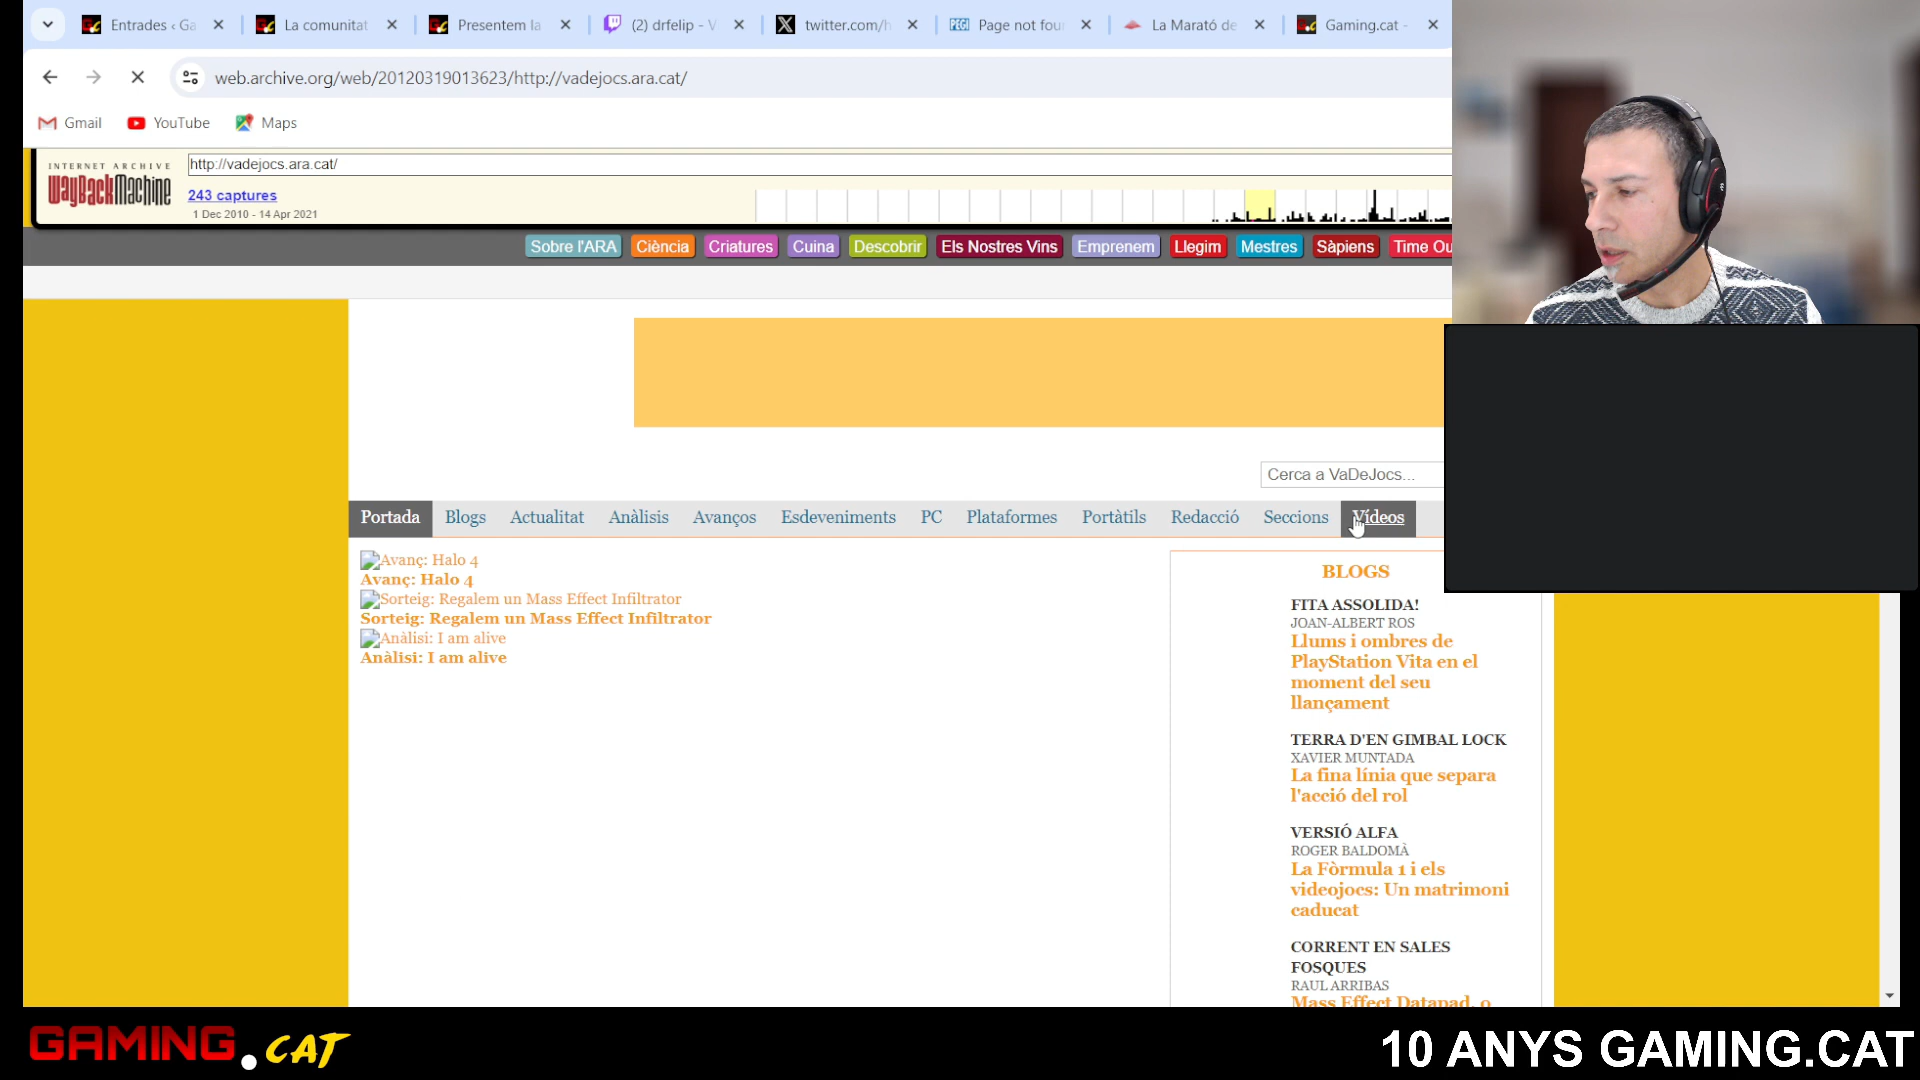 Entrades ‹ Ga
La comunitat
Presentem la
(2) drfelip - V
twitter.com/h
Page not foun
La Marató de
Gaming.cat -
web.archive.org/web/20120319013623/http://vadejocs.ara.cat/
Gmail
YouTube
Maps
INTERNET ARCHIVE
WayBackMachine
http://vadejocs.ara.cat/
243 captures
1 Dec 2010 - 14 Apr 2021
Sobre l'ARA
Ciència
Criatures
Cuina
Descobrir
Els Nostres Vins
Emprenem
Llegim
Mestres
Sàpiens
Time Ou
Cerca a VaDeJocs...
Portada
Blogs
Actualitat
Anàlisis
Avanços
Esdeveniments
PC
Plataformes
Portàtils
Redacció
Seccions
Vídeos
Avanç: Halo 4
Avanç: Halo 4
Sorteig: Regalem un Mass Effect Infiltrator
Sorteig: Regalem un Mass Effect Infiltrator
Anàlisi: I am alive
Anàlisi: I am alive
BLOGS
FITA ASSOLIDA!
JOAN-ALBERT ROS
Llums i ombres de
PlayStation Vita en el
moment del seu
llançament
TERRA D'EN GIMBAL LOCK
XAVIER MUNTADA
La fina línia que separa
l'acció del rol
VERSIÓ ALFA
ROGER BALDOMÀ
La Fòrmula 1 i els
videojocs: Un matrimoni
caducat
CORRENT EN SALES
FOSQUES
RAUL ARRIBAS
Mass Effect Datapad, o
GAMING.CAT
10 ANYS GAMING.CAT